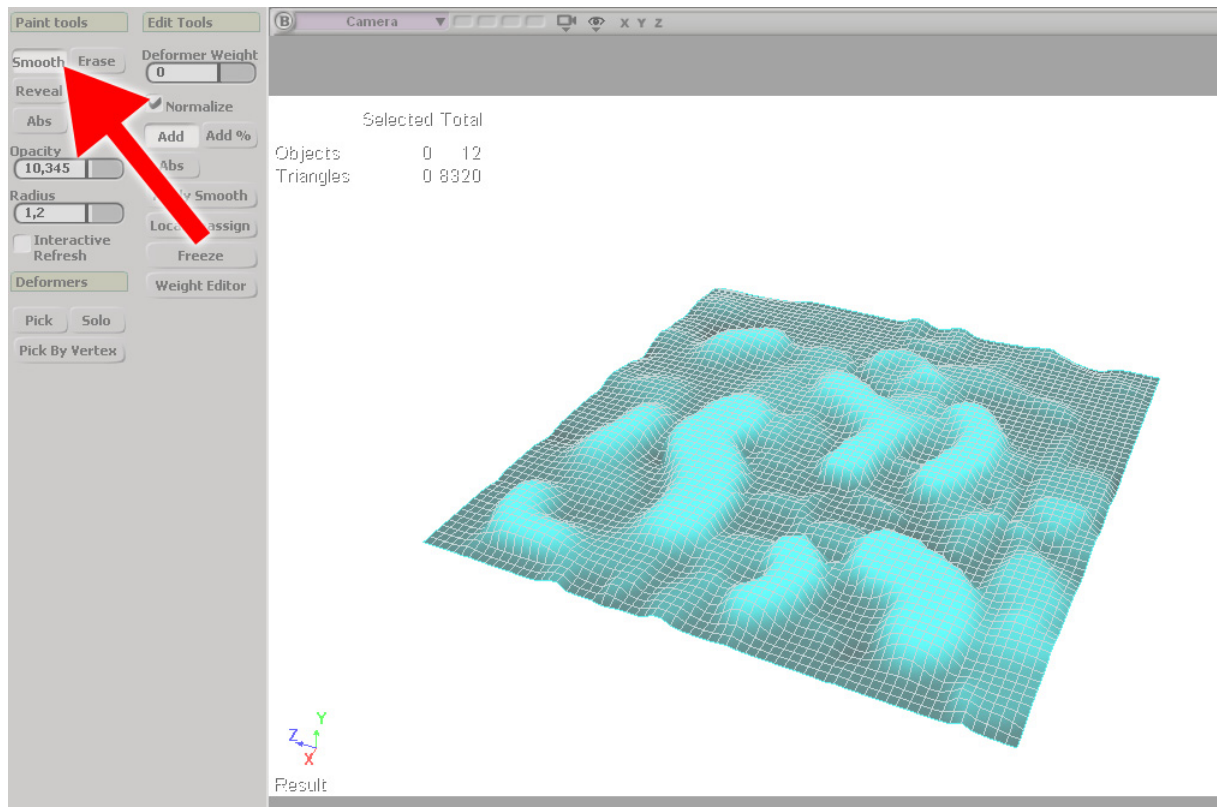 Paint tools
Smooth Erase
Reveal
Abs
Opacity
10,345
Radius
1,2
Interactive
Refresh
Deformers
Pick Solo
Pick By Vertex
Edit Tools
Deformer Weight
0
Normalize
Add Add %
Abs
Smooth
assign
Freeze
Weight Editor
B Camera X Y Z
Selected Total
Objects 0 12
Triangles 0 8320
Y
Z
X
Result